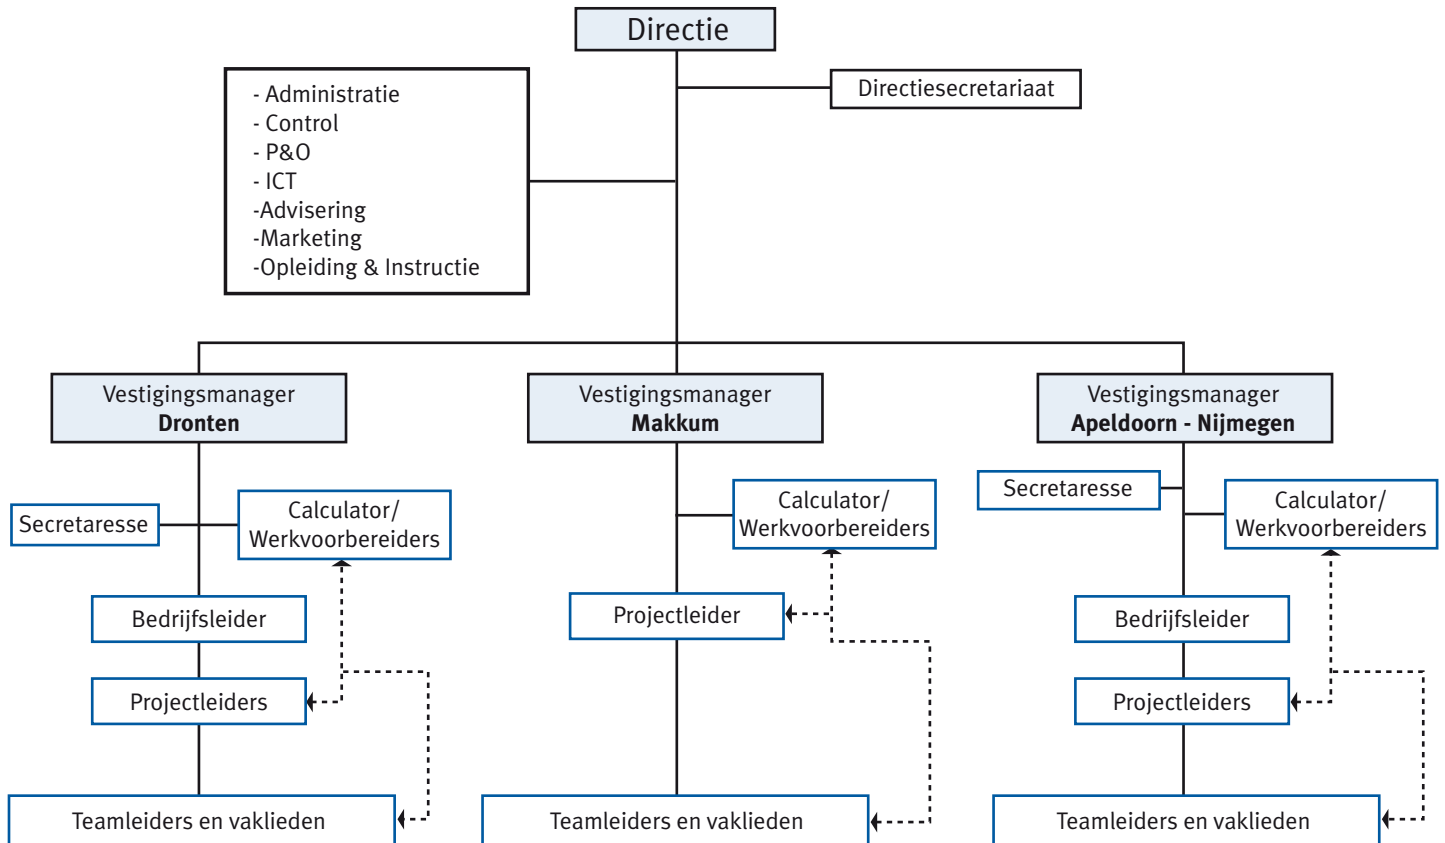 Directie
Directiesecretariaat
- Administratie
- Control
- P&O
- ICT
-Advisering
-Marketing
-Opleiding & Instructie
Vestigingsmanager
Dronten
Vestigingsmanager
Makkum
Vestigingsmanager
Apeldoorn - Nijmegen
Secretaresse
Calculator/
Werkvoorbereiders
Calculator/
Werkvoorbereiders
Secretaresse
Calculator/
Werkvoorbereiders
Bedrijfsleider
Projectleider
Bedrijfsleider
Projectleiders
Projectleiders
Teamleiders en vaklieden
Teamleiders en vaklieden
Teamleiders en vaklieden